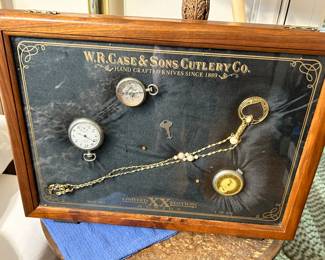 W.R. CASE & SONS CUTLERY CO.
HAND CRAFTED KNIVES SINCE 1889
LIMITED XX EDITION